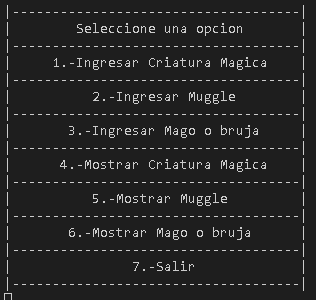 |-----------------------------------|
Seleccione una opcion
|-----------------------------------|
| 1.-Ingresar Criatura Magica |
|-----------------------------------|
| 2.-Ingresar Muggle |
|-----------------------------------|
| 3.-Ingresar Mago o bruja |
|-----------------------------------|
| 4.-Mostrar Criatura Magica |
|-----------------------------------|
| 5.-Mostrar Muggle |
|-----------------------------------|
| 6.-Mostrar Mago o bruja |
|-----------------------------------|
| 7.-Salir |
|-----------------------------------|